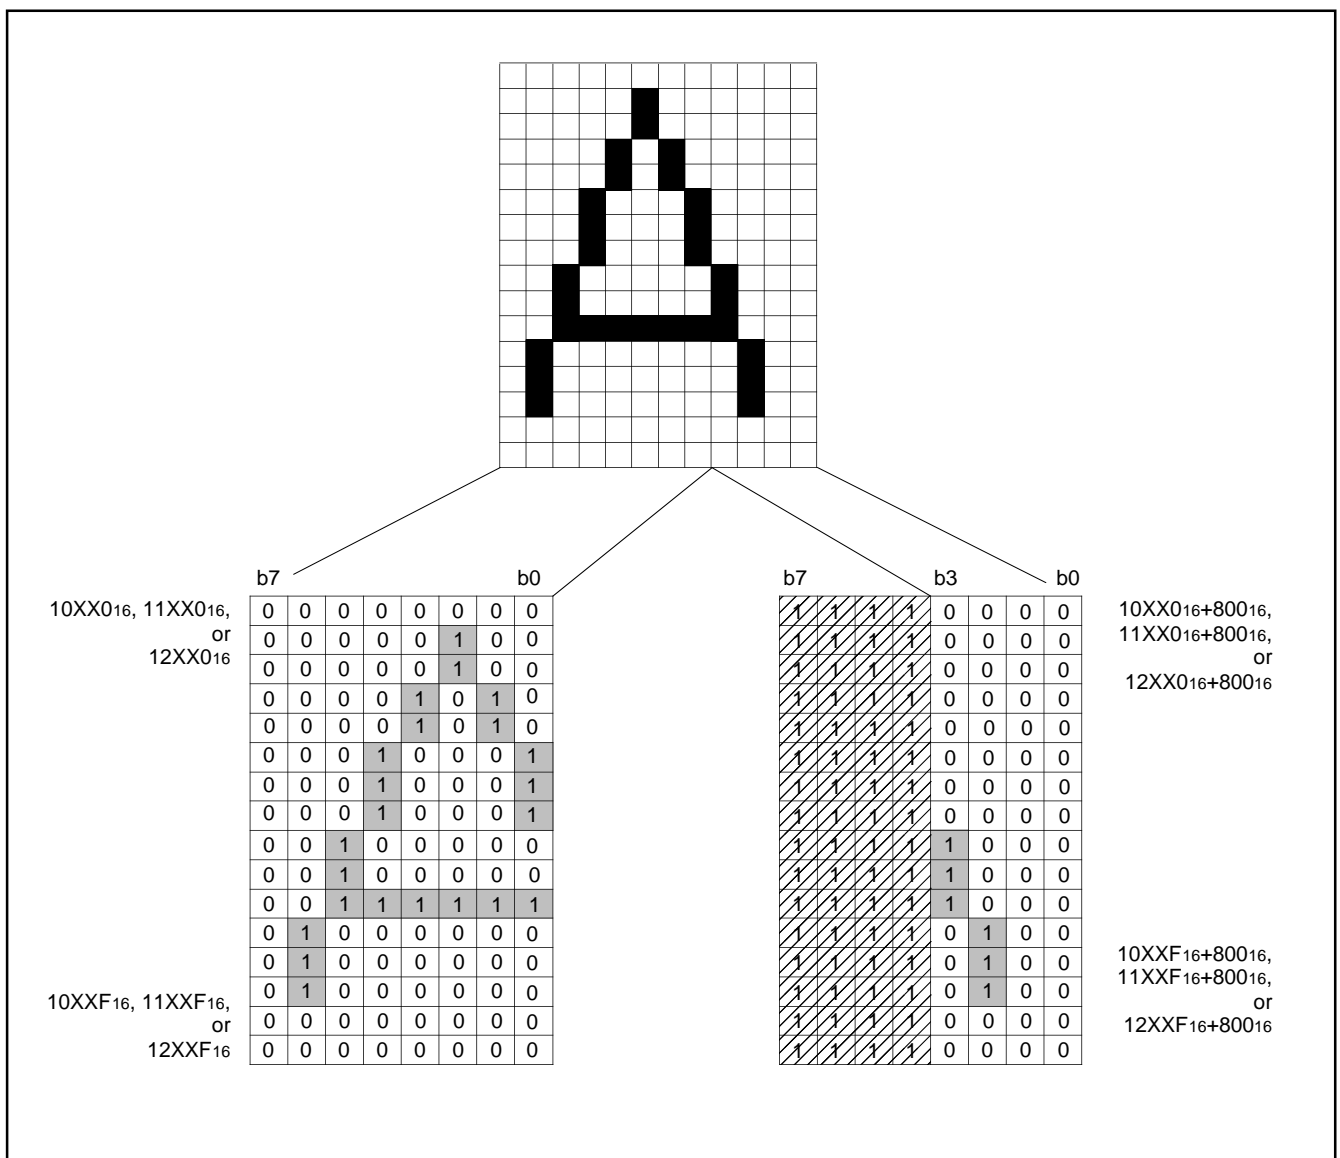 b7 b0 b7 b3 b0
10XX016, 11XX016,
or
12XX016
10XX016+80016,
11XX016+80016,
or
12XX016+80016
0 0 0 0 0 0 0 0 1 1 1 1 0 0 0 0
0 0 0 0 0 1 0 0 1 1 1 1 0 0 0 0
0 0 0 0 0 1 0 0 1 1 1 1 0 0 0 0
0 0 0 0 1 0 1 0 1 1 1 1 0 0 0 0
0 0 0 0 1 0 1 0 1 1 1 1 0 0 0 0
0 0 0 1 0 0 0 1 1 1 1 1 0 0 0 0
0 0 0 1 0 0 0 1 1 1 1 1 0 0 0 0
0 0 0 1 0 0 0 1 1 1 1 1 0 0 0 0
0 0 1 0 0 0 0 0 1 1 1 1 1 0 0 0
0 0 1 0 0 0 0 0 1 1 1 1 1 0 0 0
0 0 1 1 1 1 1 1 1 1 1 1 1 0 0 0
0 1 0 0 0 0 0 0 1 1 1 1 0 1 0 0
0 1 0 0 0 0 0 0 1 1 1 1 0 1 0 0
0 1 0 0 0 0 0 0 1 1 1 1 0 1 0 0
0 0 0 0 0 0 0 0 1 1 1 1 0 0 0 0
0 0 0 0 0 0 0 0 1 1 1 1 0 0 0 0
10XXF16, 11XXF16,
or
12XXF16
10XXF16+80016,
11XXF16+80016,
or
12XXF16+80016